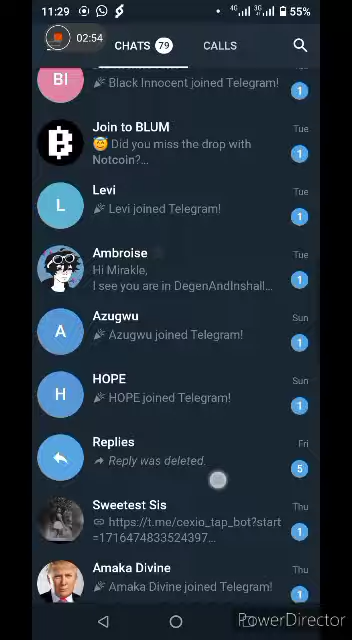 11:29
4G
3G
55%
02:54
CHATS 79
CALLS
BI
Black Innocent joined Telegram!
1
Join to BLUM
Tue
😇 Did you miss the drop with
Notcoin?...
1
L
Levi
Tue
Levi joined Telegram!
1
Ambroise
Tue
Hi Mirakle,
I see you are in DegenAndInshall...
1
A
Azugwu
Sun
Azugwu joined Telegram!
1
H
HOPE
Sun
HOPE joined Telegram!
1
Replies
Fri
Reply was deleted.
5
Sweetest Sis
Thu
https://t.me/cexio_tap_bot?start
=1716474833524397...
1
Amaka Divine
Thu
Amaka Divine joined Telegram!
1
PowerDirector